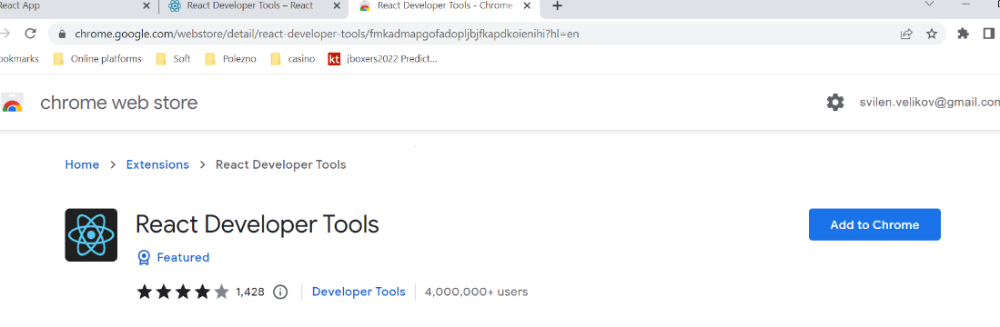 React App React Developer Tools – React React Developer Tools - Chrome
chrome.google.com/webstore/detail/react-developer-tools/fmkadmapgofadopljbjfkapdkoienihi?hl=en
ookmarks Online platforms Soft Polezno casino kt jboxers2022 Predict...
chrome web store svilen.velikov@gmail.com
Home > Extensions > React Developer Tools
React Developer Tools
Add to Chrome
Featured
1,428 Developer Tools 4,000,000+ users